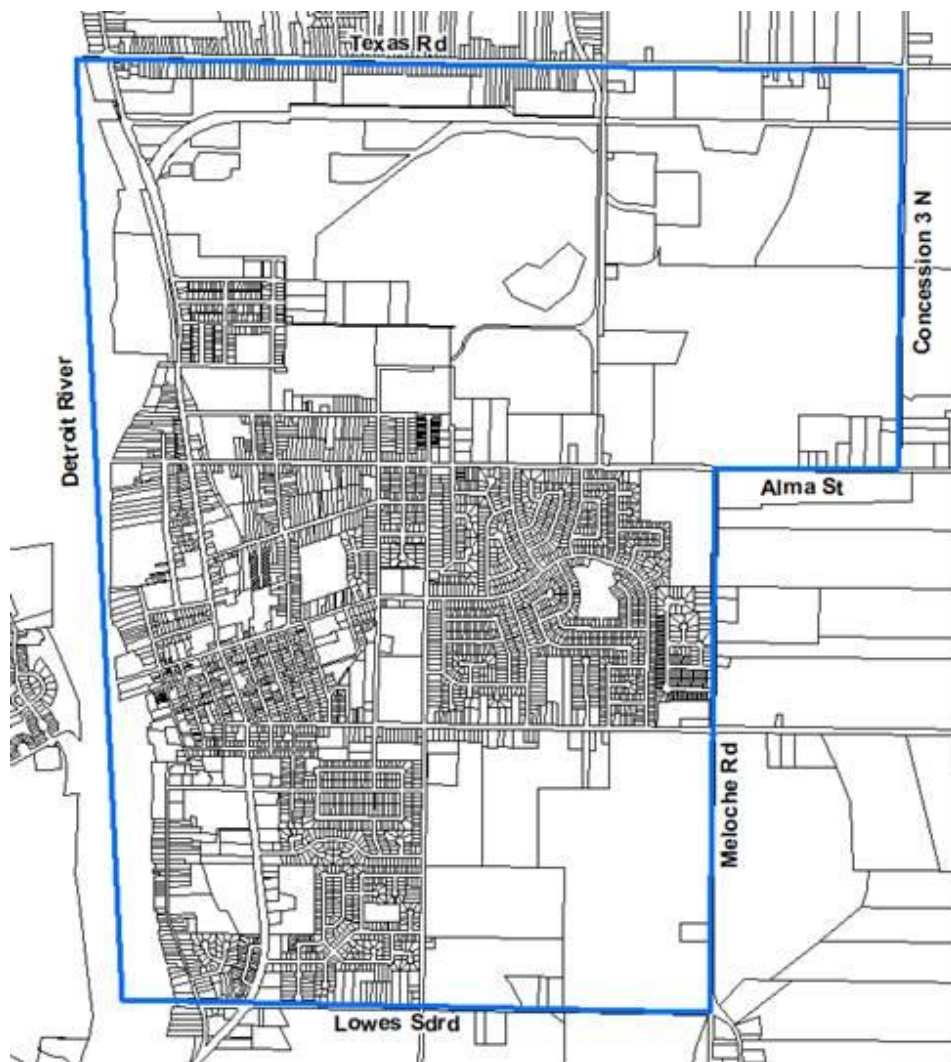 Texas Rd
Concession 3 N
Detroit River
Alma St
Meloche Rd
Lowes Sdrd